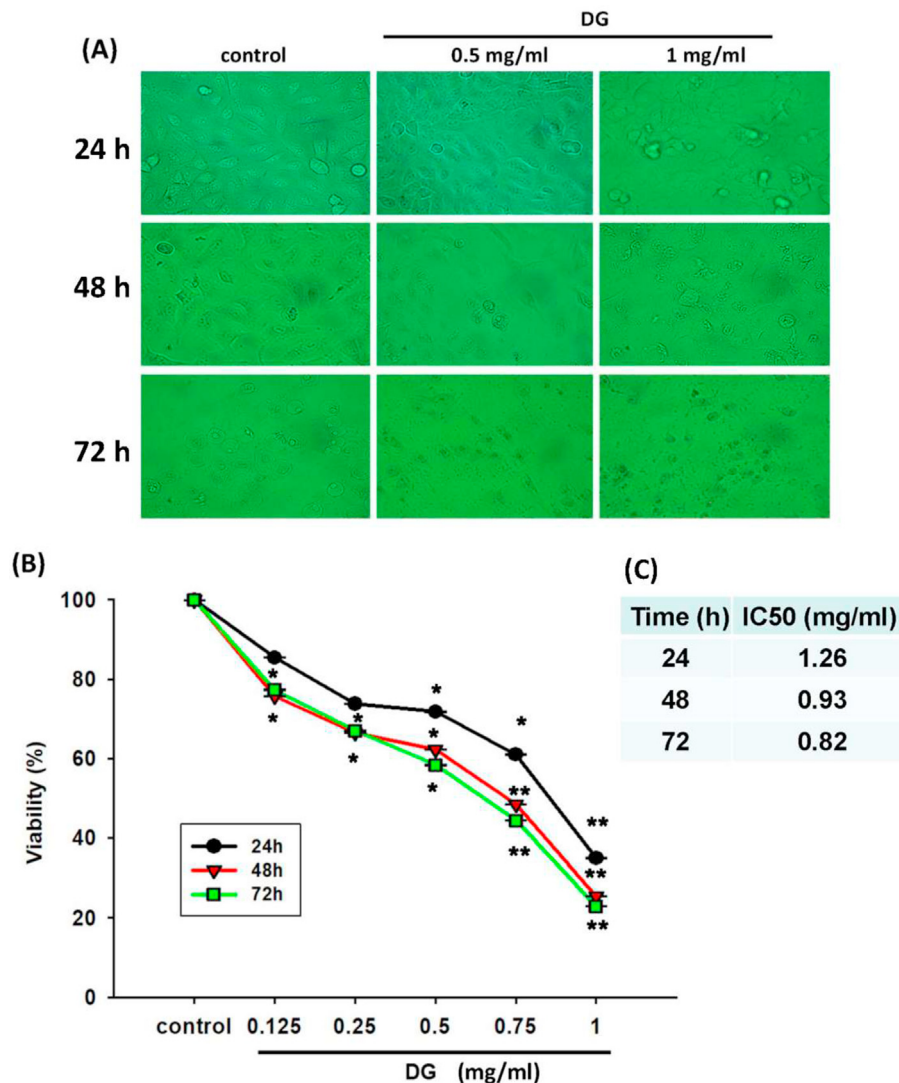 DG
(A)
control 0.5 mg/ml 1 mg/ml
24 h
48 h
72 h
(B)
100
80
60
40
20
0
Viability (%)
* * * * * * * * ** ** ** ** **
24h
48h
72h
control 0.125 0.25 0.5 0.75 1
DG (mg/ml)
(C)
Time (h) IC50 (mg/ml)
24 1.26
48 0.93
72 0.82